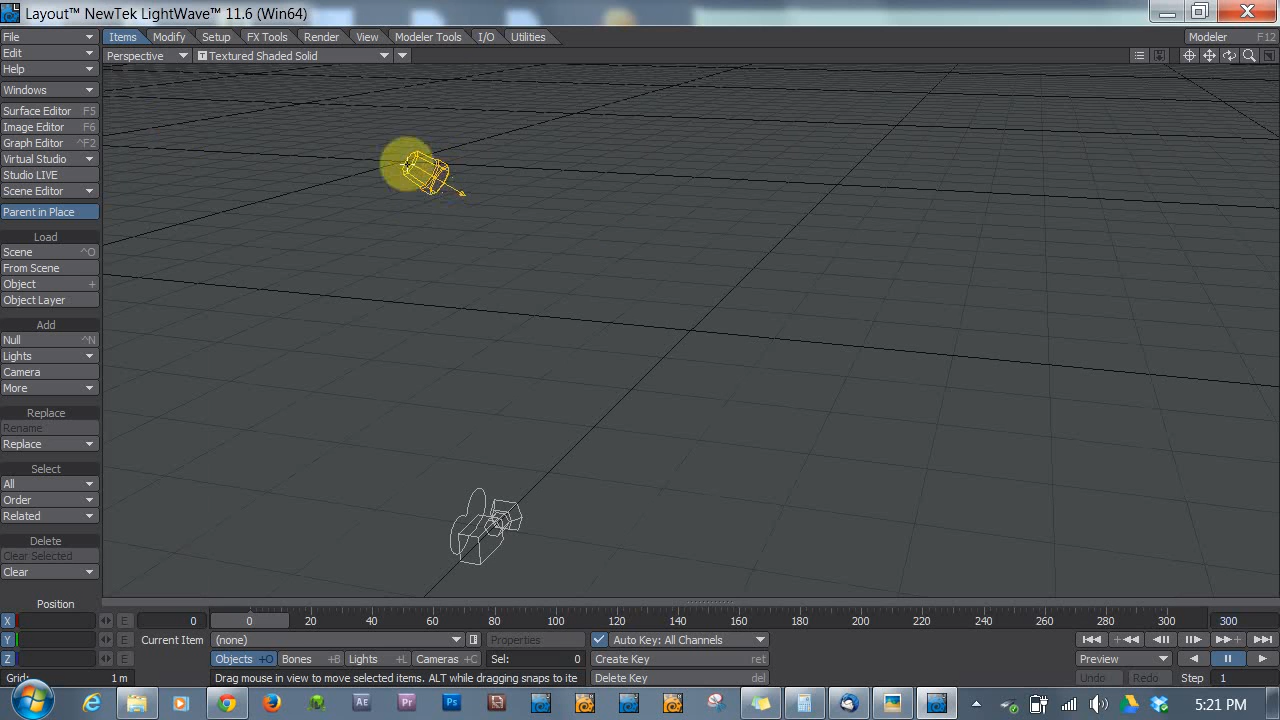 Layout™ NewTek LightWave™ 11.6 (Win64)
File
Items Modify Setup FX Tools Render View Modeler Tools I/O Utilities
Modeler F12
Edit
Perspective T Textured Shaded Solid
Help
Windows
Surface Editor F5
Image Editor F6
Graph Editor ^F2
Virtual Studio
Studio LIVE
Scene Editor
Parent in Place
Load
Scene ^O
From Scene
Object +
Object Layer
Add
Null ^N
Lights
Camera
More
Replace
Rename
Replace
Select
All
Order
Related
Delete
Clear Selected
Clear
Position
X E 0 0 20 40 60 80 100 120 140 160 180 200 220 240 260 280 300 300
Y E Current Item (none) Properties Auto Key: All Channels
Z E Objects +O Bones +B Lights +L Cameras +C Sel: 0 Create Key ret Preview
Grid: 1 m Drag mouse in view to move selected items. ALT while dragging snaps to ite Delete Key del Undo Redo Step 1
AE Pr Ps 5:21 PM